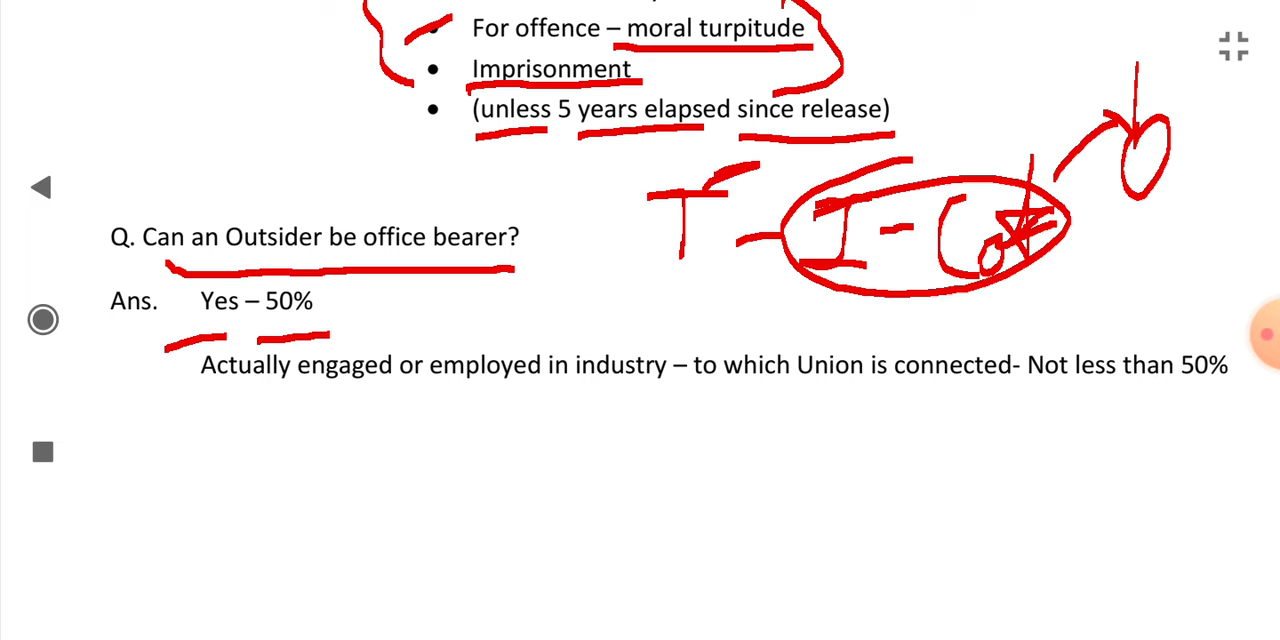 For offence – moral turpitude
• Imprisonment
• (unless 5 years elapsed since release)
T - I -
Q. Can an Outsider be office bearer?
Ans. Yes – 50%
Actually engaged or employed in industry – to which Union is connected- Not less than 50%